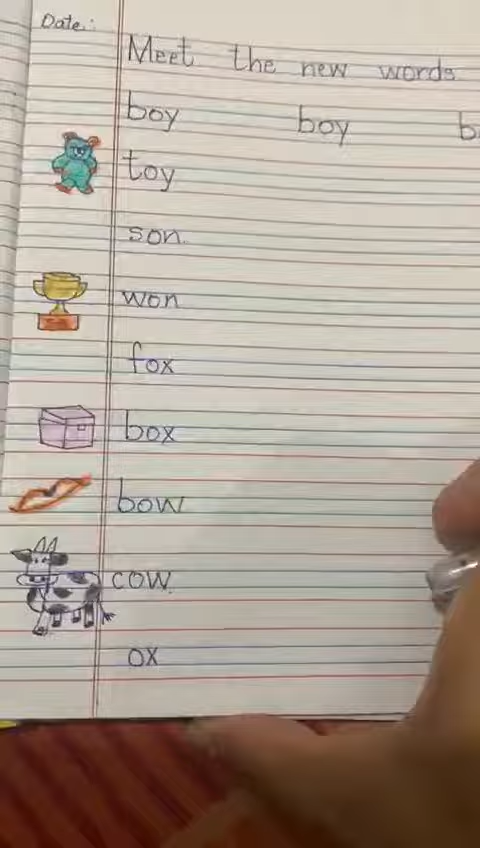 Date:
Meet the new words
boy boy
toy
son
won
fox
box
bow
cow
ox